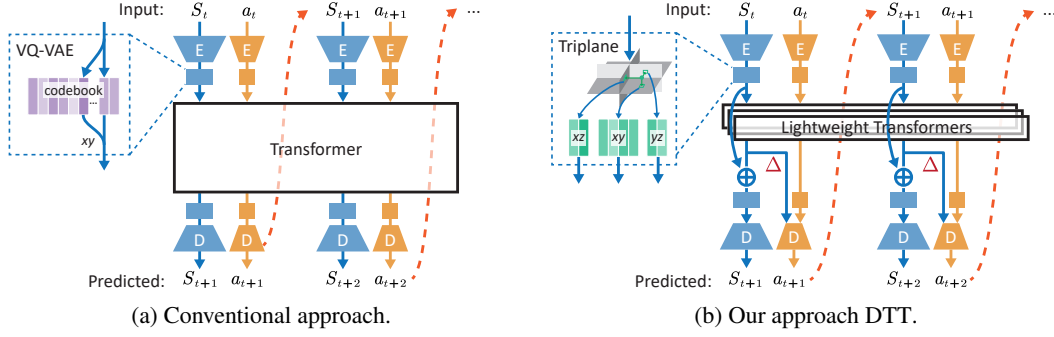 Input: S_t a_t S_{t+1} a_{t+1} ...
VQ-VAE
E E E E
codebook
...
xy
Transformer
D D D D
Predicted: S_{t+1} a_{t+1} S_{t+2} a_{t+2}
(a) Conventional approach.
Input: S_t a_t S_{t+1} a_{t+1} ...
Triplane
E E E E
xz xy yz
Lightweight Transformers
Δ Δ
D D D D
Predicted: S_{t+1} a_{t+1} S_{t+2} a_{t+2}
(b) Our approach DTT.